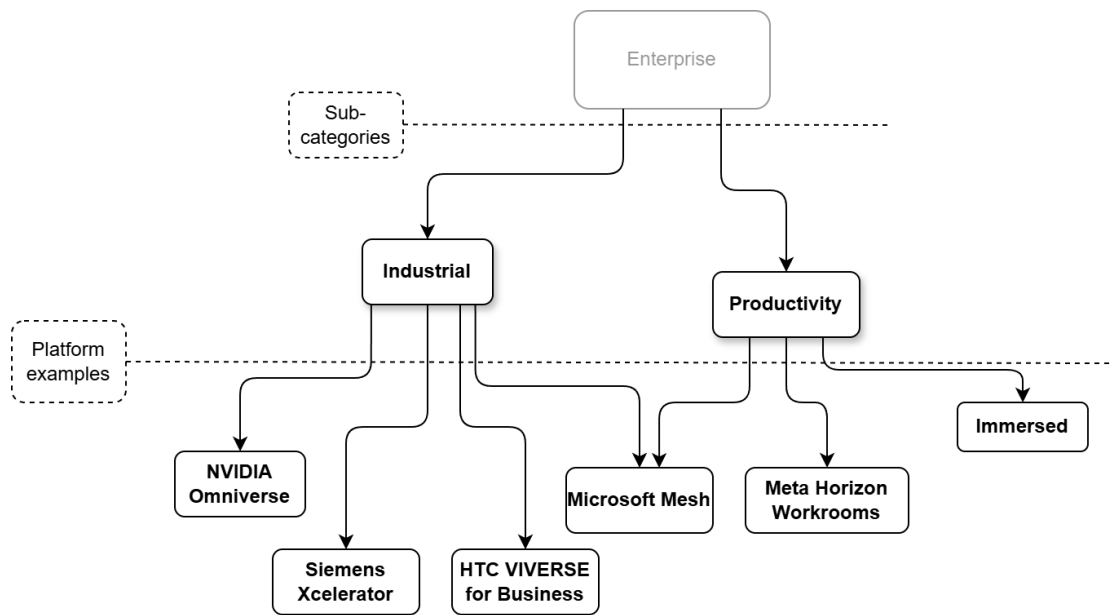 Enterprise
Sub-
categories
Industrial
Productivity
Platform
examples
Immersed
NVIDIA
Omniverse
Microsoft Mesh
Meta Horizon
Workrooms
Siemens
Xcelerator
HTC VIVERSE
for Business